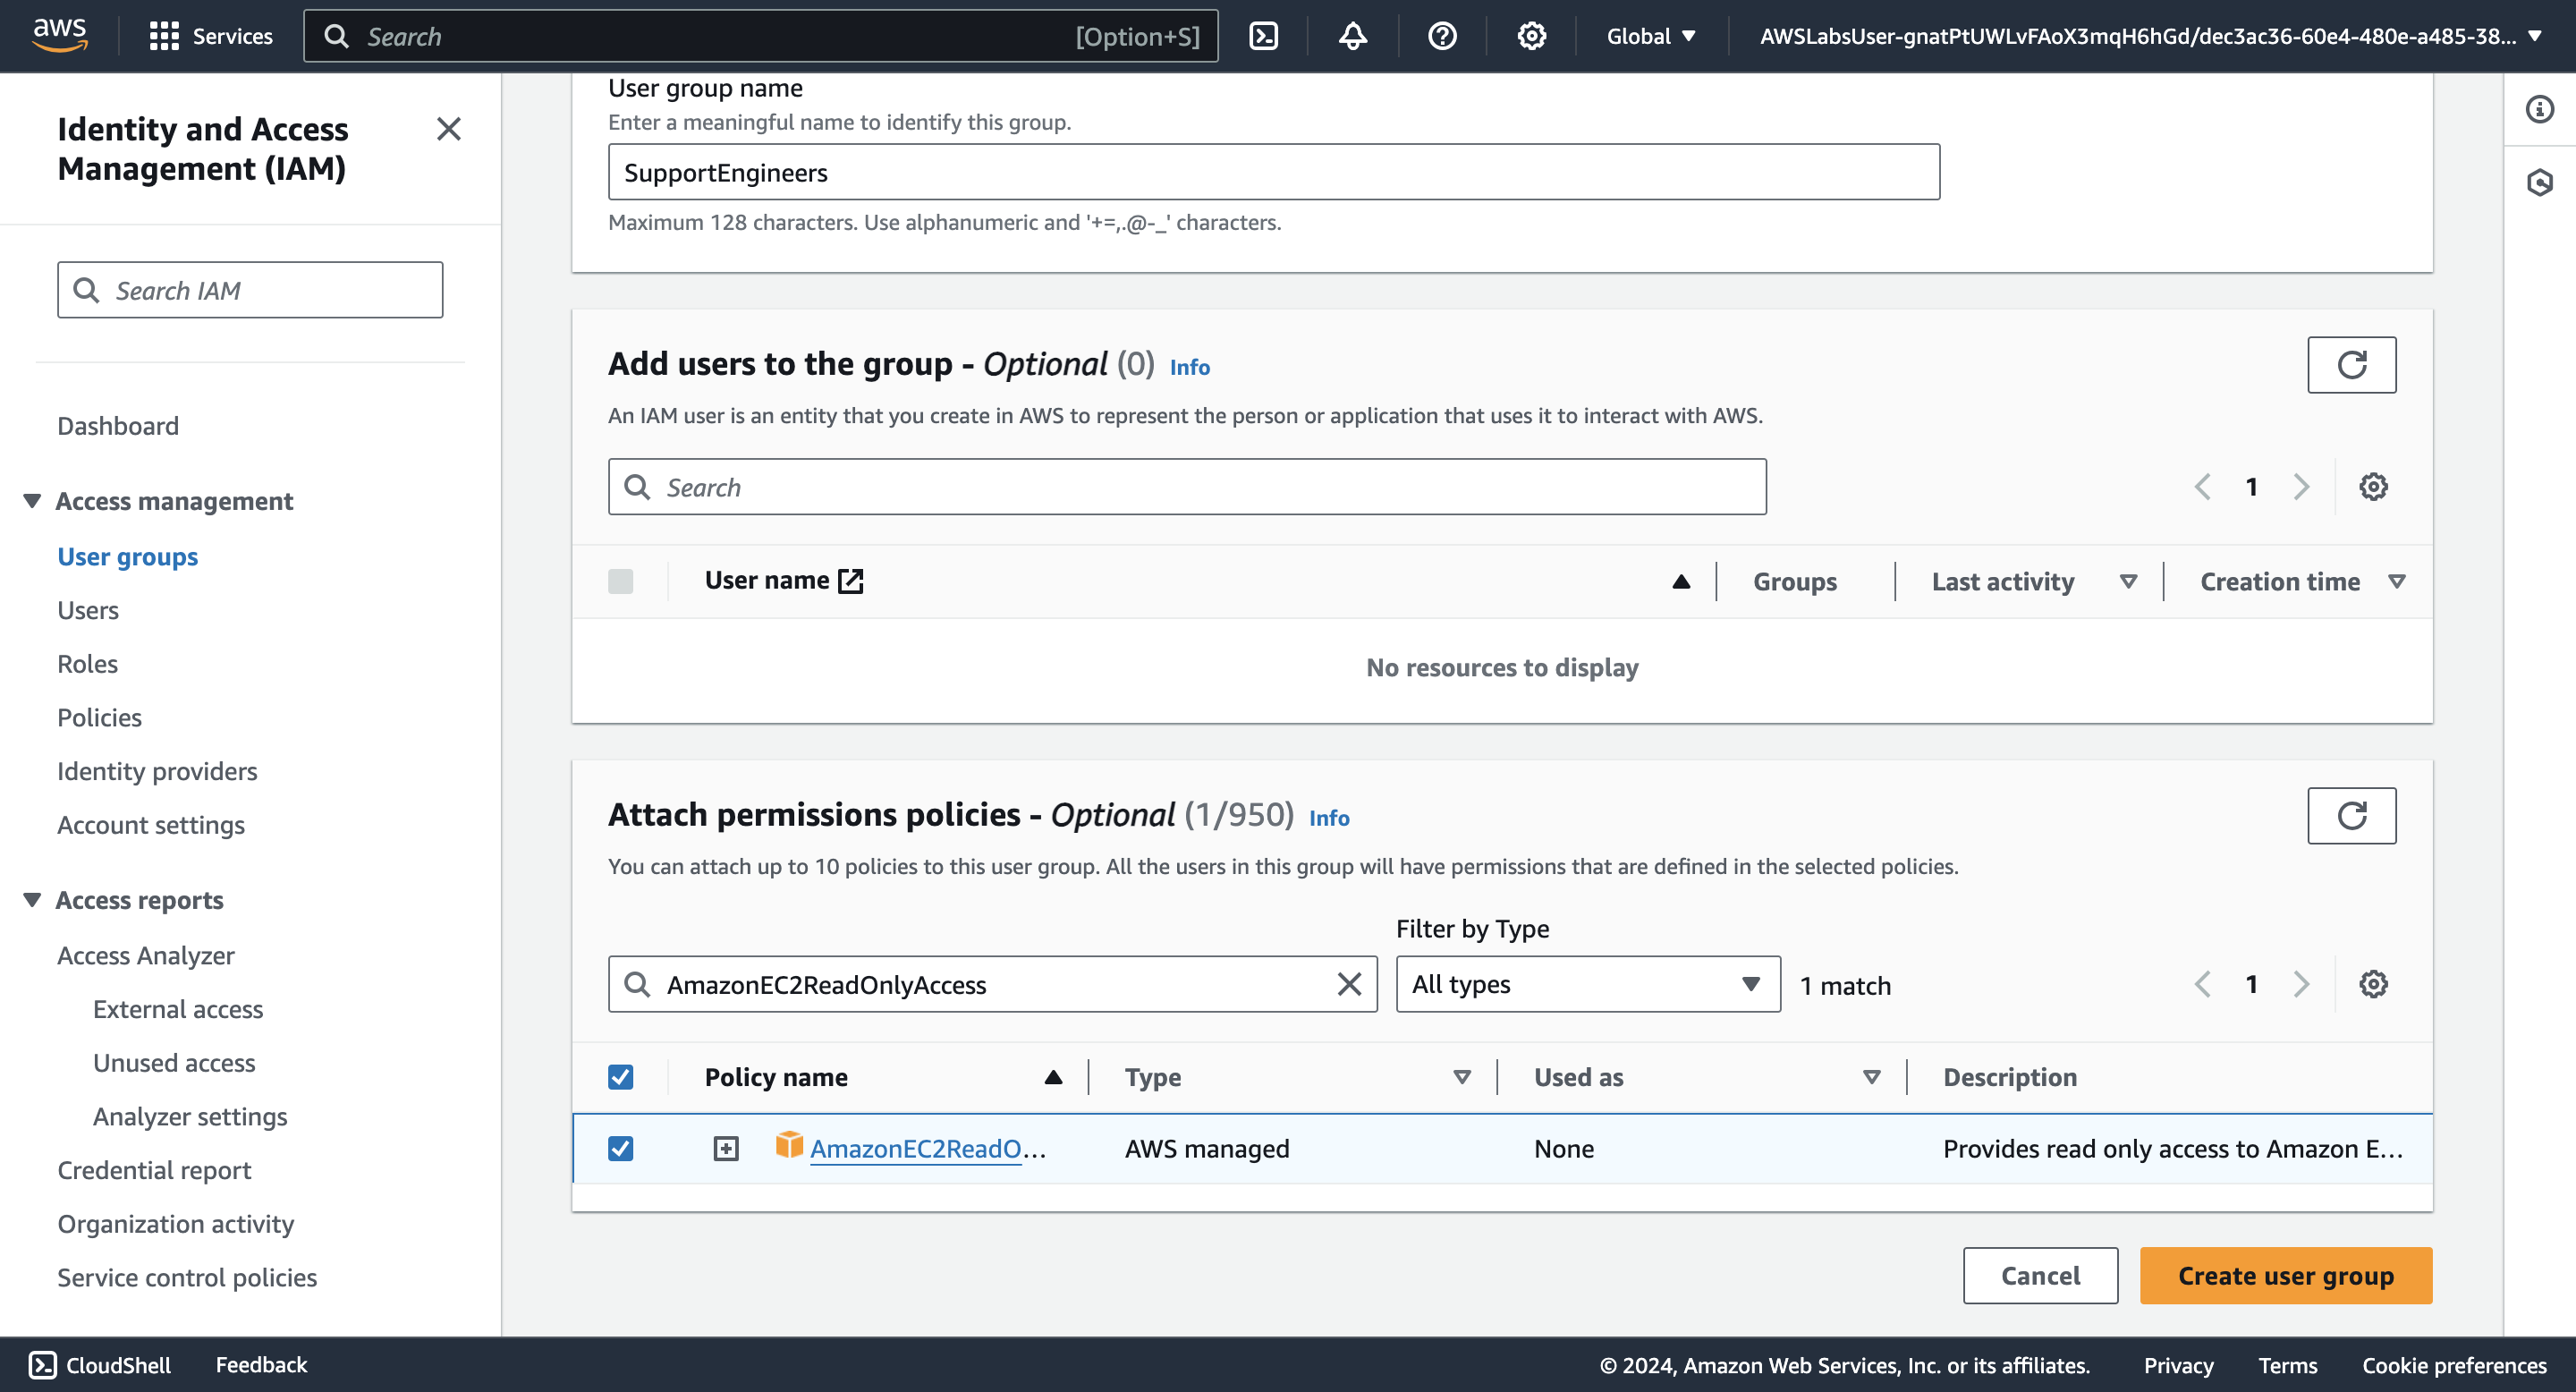 aws
Services
Search
[Option+S]
Global
AWSLabsUser-gnatPtUWLvFAoX3mqH6hGd/dec3ac36-60e4-480e-a485-38...
Identity and Access
Management (IAM)
Search IAM
Dashboard
Access management
User groups
Users
Roles
Policies
Identity providers
Account settings
Access reports
Access Analyzer
External access
Unused access
Analyzer settings
Credential report
Organization activity
Service control policies
User group name
Enter a meaningful name to identify this group.
SupportEngineers
Maximum 128 characters. Use alphanumeric and '+=,.@-_' characters.
Add users to the group - Optional (0) Info
An IAM user is an entity that you create in AWS to represent the person or application that uses it to interact with AWS.
Search
1
User name
Groups
Last activity
Creation time
No resources to display
Attach permissions policies - Optional (1/950) Info
You can attach up to 10 policies to this user group. All the users in this group will have permissions that are defined in the selected policies.
Filter by Type
AmazonEC2ReadOnlyAccess
All types
1 match
1
Policy name
Type
Used as
Description
AmazonEC2ReadO...
AWS managed
None
Provides read only access to Amazon E...
Cancel
Create user group
CloudShell
Feedback
© 2024, Amazon Web Services, Inc. or its affiliates.
Privacy
Terms
Cookie preferences